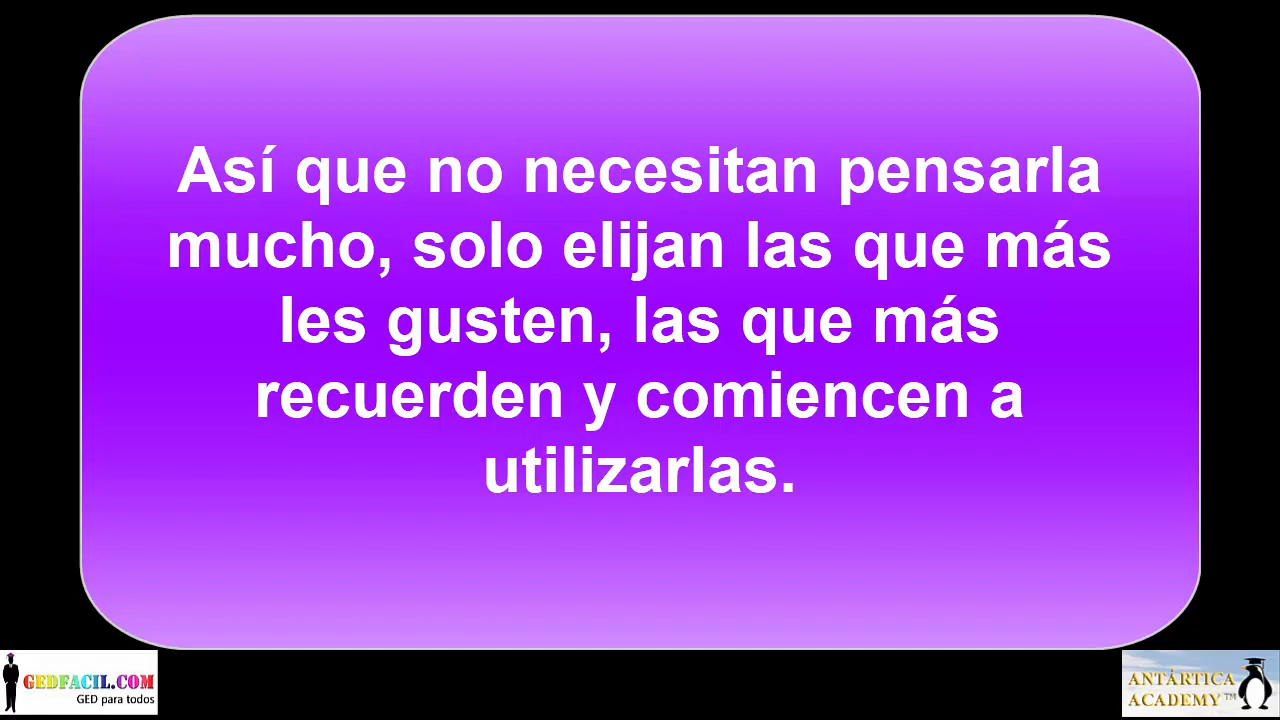 Así que no necesitan pensarla
mucho, solo elijan las que más
les gusten, las que más
recuerden y comiencen a
utilizarlas.
GEDFACIL.COM
GED para todos
ANTÁRTICA
ACADEMY™